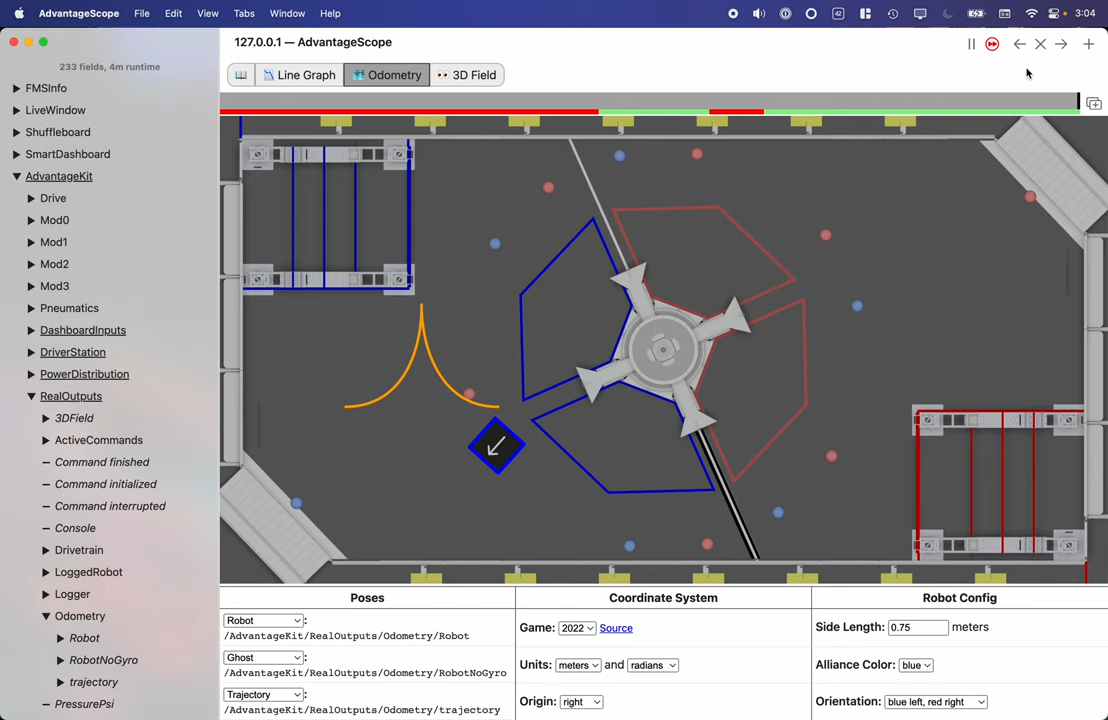 AdvantageScope File Edit View Tabs Window Help 42 3:04
127.0.0.1 — AdvantageScope
233 fields, 4m runtime
Line Graph Odometry 3D Field
FMSInfo
LiveWindow
Shuffleboard
SmartDashboard
AdvantageKit
Drive
Mod0
Mod1
Mod2
Mod3
Pneumatics
DashboardInputs
DriverStation
PowerDistribution
RealOutputs
3DField
ActiveCommands
Command finished
Command initialized
Command interrupted
Console
Drivetrain
LoggedRobot
Logger
Odometry
Robot
RobotNoGyro
trajectory
PressurePsi
Poses
Robot :
/AdvantageKit/RealOutputs/Odometry/Robot
Ghost :
/AdvantageKit/RealOutputs/Odometry/RobotNoGyro
Trajectory :
/AdvantageKit/RealOutputs/Odometry/trajectory
Coordinate System
Game: 2022 Source
Units: meters and radians
Origin: right
Robot Config
Side Length: 0.75 meters
Alliance Color: blue
Orientation: blue left, red right